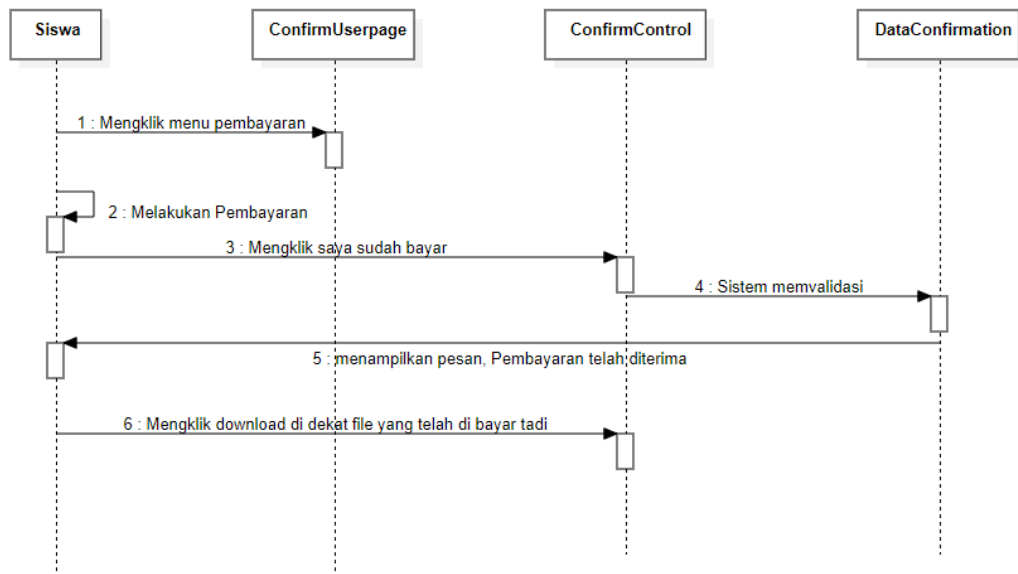 Siswa
ConfirmUserpage
ConfirmControl
DataConfirmation
1 : Mengklik menu pembayaran
2 : Melakukan Pembayaran
3 : Mengklik saya sudah bayar
4 : Sistem memvalidasi
5 : menampilkan pesan, Pembayaran telah diterima
6 : Mengklik download di dekat file yang telah di bayar tadi